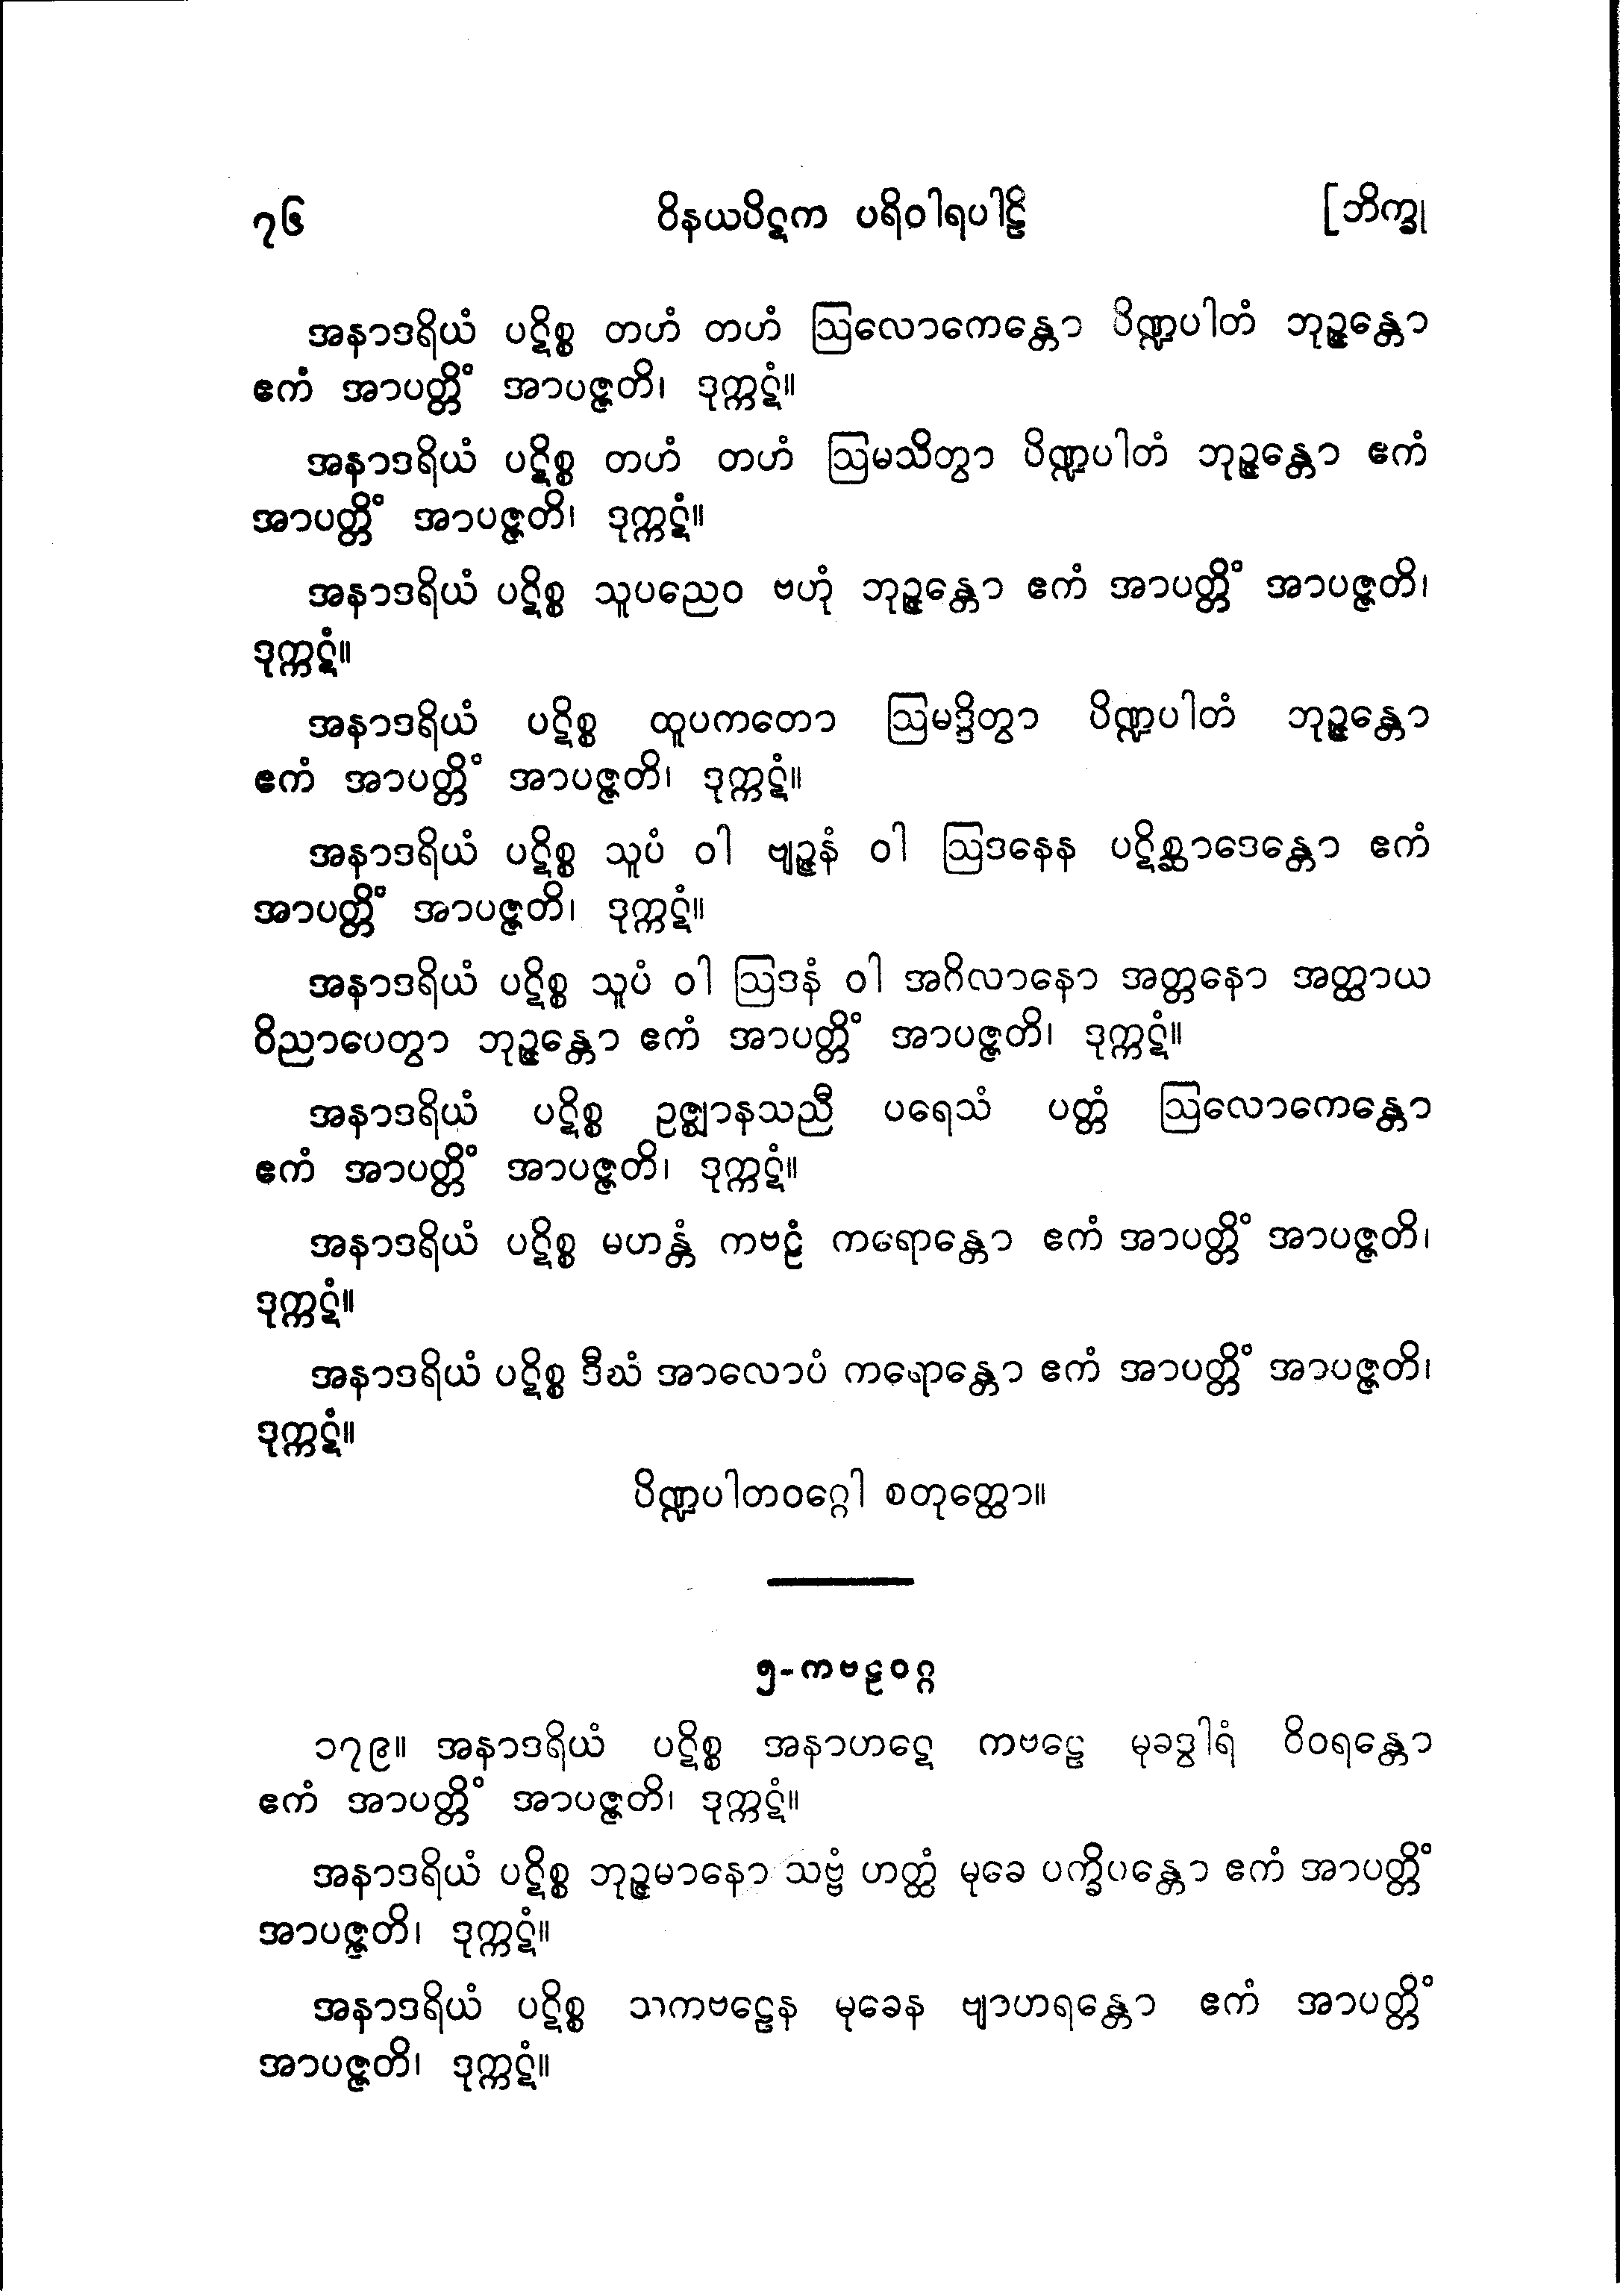 ၇၆ ဝိနယပိဋက ပရိဝါရပါဠိ [ဘိက္ခု
အနာဒရိယံ ပဋိစ္စ တဟံ တဟံ ဩလောကေန္တော ပိဏ္ဍပါတံ ဘုဉ္ဇန္တော
ဧကံ အာပတ္တိံ အာပဇ္ဇတိ၊ ဒုက္ကဋံ။
အနာဒရိယံ ပဋိစ္စ တဟံ တဟံ ဩမသိတွာ ပိဏ္ဍပါတံ ဘုဉ္ဇန္တော ဧကံ
အာပတ္တိံ အာပဇ္ဇတိ၊ ဒုက္ကဋံ။
အနာဒရိယံ ပဋိစ္စ သူပညေဝ ဗဟုံ ဘုဉ္ဇန္တော ဧကံ အာပတ္တိံ အာပဇ္ဇတိ၊
ဒုက္ကဋံ။
အနာဒရိယံ ပဋိစ္စ ထူပကတော ဩမဒ္ဒိတွာ ပိဏ္ဍပါတံ ဘုဉ္ဇန္တော
ဧကံ အာပတ္တိံ အာပဇ္ဇတိ၊ ဒုက္ကဋံ။
အနာဒရိယံ ပဋိစ္စ သူပံ ဝါ ဗျဉ္ဇနံ ဝါ ဩဒနေန ပဋိစ္ဆာဒေန္တော ဧကံ
အာပတ္တိံ အာပဇ္ဇတိ၊ ဒုက္ကဋံ။
အနာဒရိယံ ပဋိစ္စ သူပံ ဝါ ဩဒနံ ဝါ အဂိလာနော အတ္တနော အတ္ထာယ
ဝိညာပေတွာ ဘုဉ္ဇန္တော ဧကံ အာပတ္တိံ အာပဇ္ဇတိ၊ ဒုက္ကဋံ။
အနာဒရိယံ ပဋိစ္စ ဥဇ္ဈာနသညီ ပရေသံ ပတ္တံ ဩလောကေန္တော
ဧကံ အာပတ္တိံ အာပဇ္ဇတိ၊ ဒုက္ကဋံ။
အနာဒရိယံ ပဋိစ္စ မဟန္တံ ကဗဠံ ကရောန္တော ဧကံ အာပတ္တိံ အာပဇ္ဇတိ၊
ဒုက္ကဋံ။
အနာဒရိယံ ပဋိစ္စ ဒီဃံ အာလောပံ ကရောန္တော ဧကံ အာပတ္တိံ အာပဇ္ဇတိ၊
ဒုက္ကဋံ။
ပိဏ္ဍပါတဝဂ္ဂေါ စတုတ္ထော။
၅-ကဗဠဝဂ္ဂ
၁၇၉။ အနာဒရိယံ ပဋိစ္စ အနာဟဋေ ကဗဠေ မုခဒွါရံ ဝိဝရန္တော
ဧကံ အာပတ္တိံ အာပဇ္ဇတိ၊ ဒုက္ကဋံ။
အနာဒရိယံ ပဋိစ္စ ဘုဉ္ဇမာနော သဗ္ဗံ ဟတ္ထံ မုခေ ပက္ခိပန္တော ဧကံ အာပတ္တိံ
အာပဇ္ဇတိ၊ ဒုက္ကဋံ။
အနာဒရိယံ ပဋိစ္စ သကဗဠေန မုခေန ဗျာဟရန္တော ဧကံ အာပတ္တိံ
အာပဇ္ဇတိ၊ ဒုက္ကဋံ။